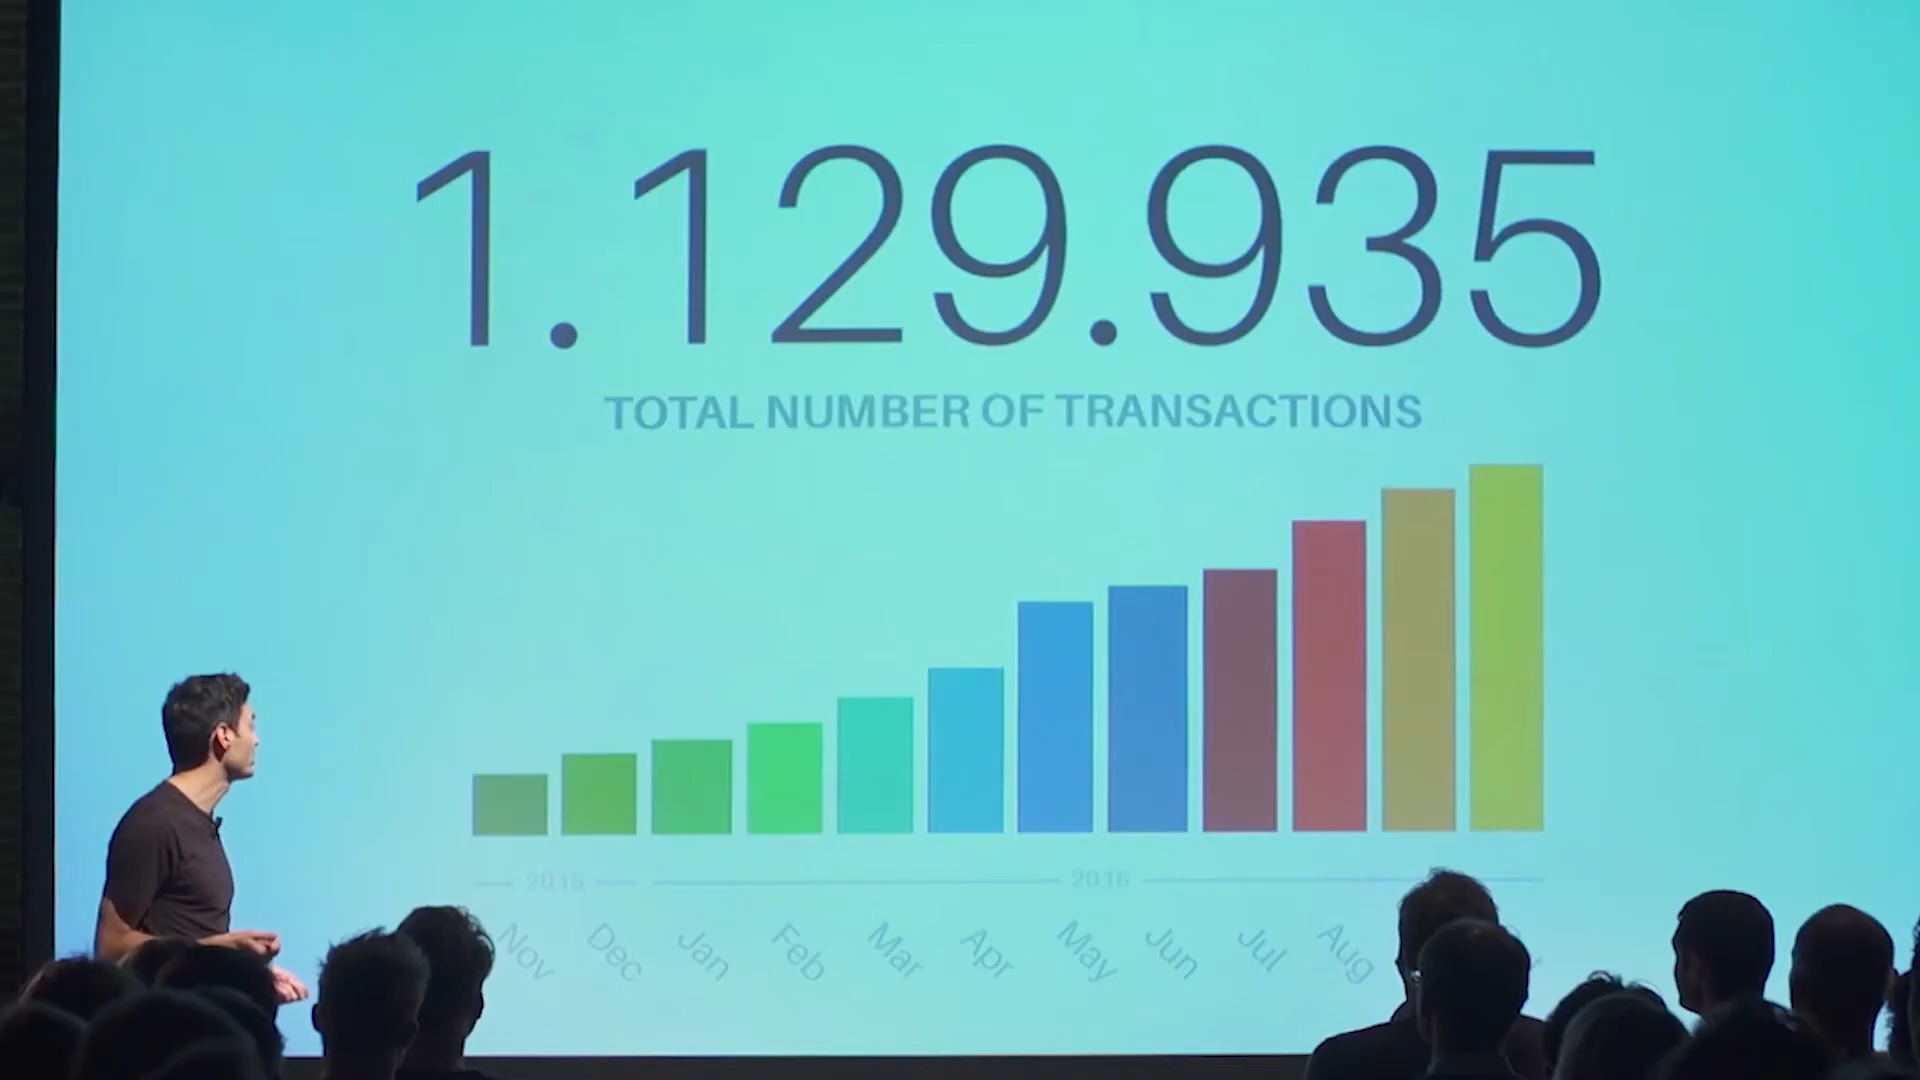 1.129.935
TOTAL NUMBER OF TRANSACTIONS
2015 2016
Nov Dec Jan Feb Mar Apr May Jun Jul Aug